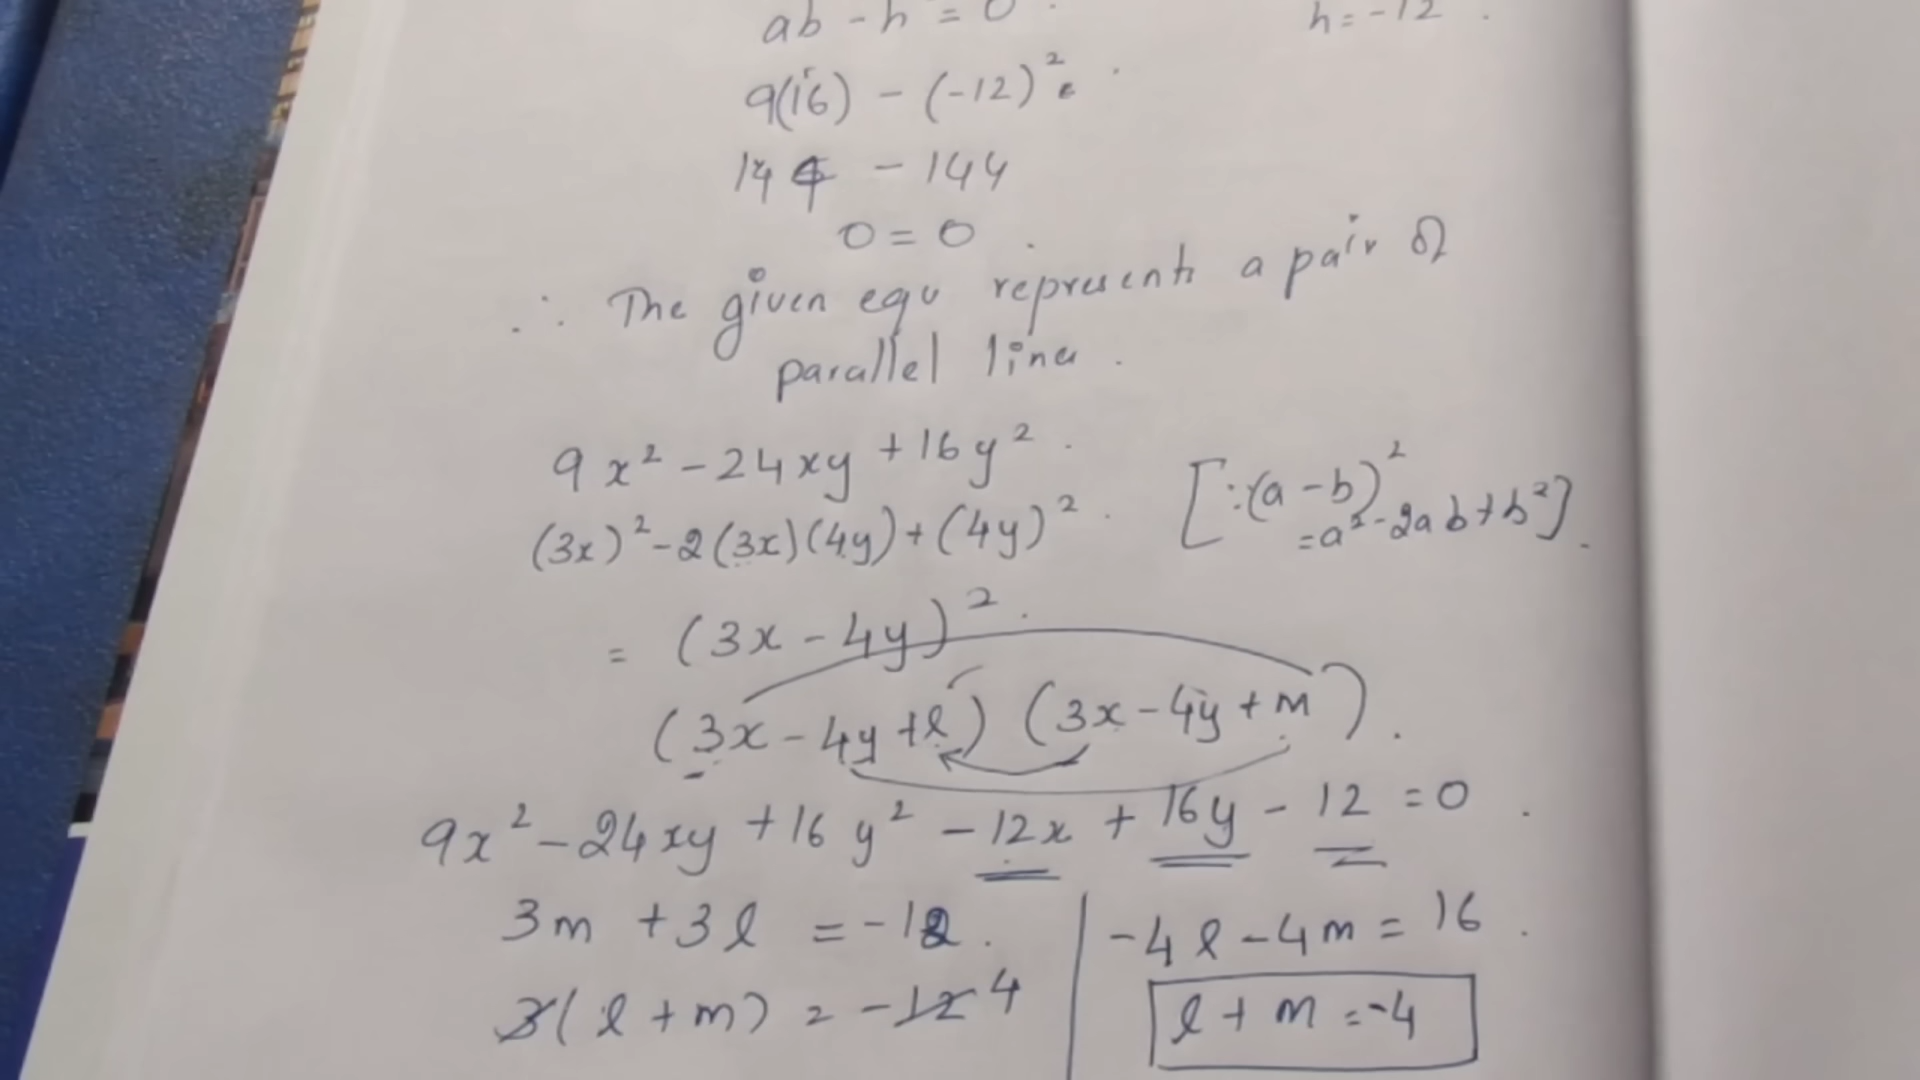 ab - h = 0 .
h = -12 .
9(16) - (-12)² .
144 - 144
0 = 0 .
∴ The given equ represents a pair of
parallel lines .
9x² - 24xy + 16y² .
(3x)² - 2(3x)(4y) + (4y)² .
[∵ (a - b)²
= a² - 2ab + b²] .
= (3x - 4y)² .
(3x - 4y + l) (3x - 4y + m) .
9x² - 24xy + 16y² - 12x + 16y - 12 = 0 .
3m + 3l = -12 .
-4l - 4m = 16 .
3(l + m) = -12 4
l + m = -4